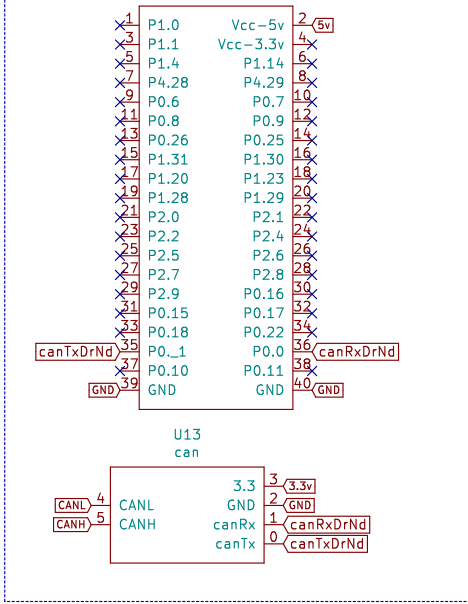 1 P1.0 Vcc-5v 2 5v
3 P1.1 Vcc-3.3v 4
5 P1.4 P1.14 6
7 P4.28 P4.29 8
9 P0.6 P0.7 10
11 P0.8 P0.9 12
13 P0.26 P0.25 14
15 P1.31 P1.30 16
17 P1.20 P1.23 18
19 P1.28 P1.29 20
21 P2.0 P2.1 22
23 P2.2 P2.4 24
25 P2.5 P2.6 26
27 P2.7 P2.8 28
29 P2.9 P0.16 30
31 P0.15 P0.17 32
33 P0.18 P0.22 34
canTxDrNd 35 P0._1 P0.0 36 canRxDrNd
37 P0.10 P0.11 38
GND 39 GND GND 40 GND
U13
can
3.3 3 3.3v
CANL 4 CANL GND 2 GND
CANH 5 CANH canRx 1 canRxDrNd
canTx 0 canTxDrNd